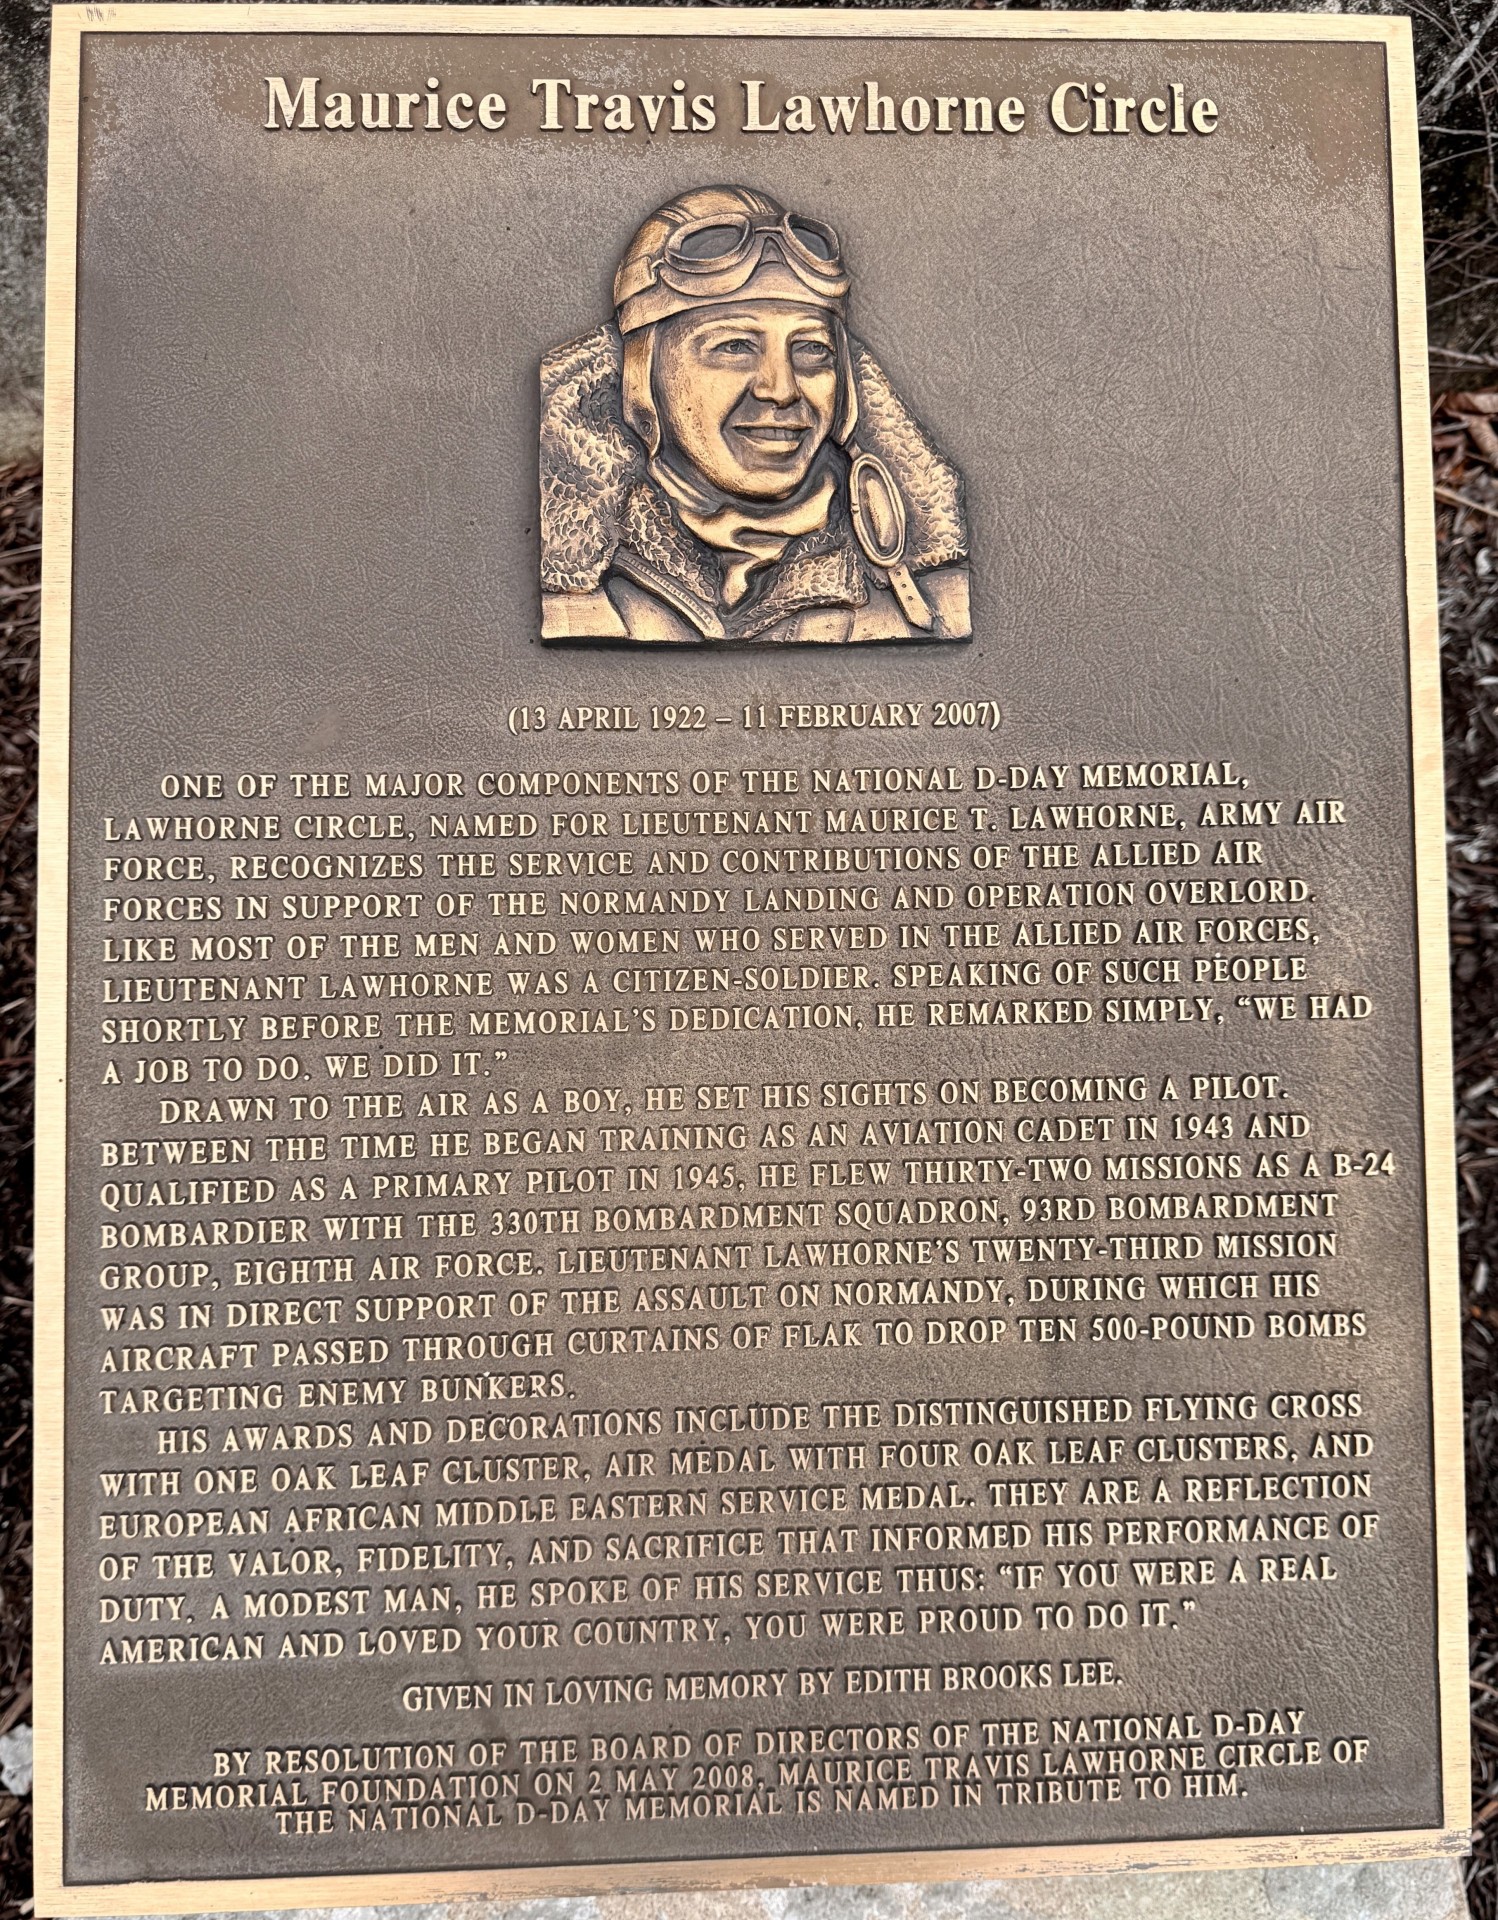 Maurice Travis Lawhorne Circle
(13 APRIL 1922 – 11 FEBRUARY 2007)
ONE OF THE MAJOR COMPONENTS OF THE NATIONAL D-DAY MEMORIAL,
LAWHORNE CIRCLE, NAMED FOR LIEUTENANT MAURICE T. LAWHORNE, ARMY AIR
FORCE, RECOGNIZES THE SERVICE AND CONTRIBUTIONS OF THE ALLIED AIR
FORCES IN SUPPORT OF THE NORMANDY LANDING AND OPERATION OVERLORD.
LIKE MOST OF THE MEN AND WOMEN WHO SERVED IN THE ALLIED AIR FORCES,
LIEUTENANT LAWHORNE WAS A CITIZEN-SOLDIER. SPEAKING OF SUCH PEOPLE
SHORTLY BEFORE THE MEMORIAL'S DEDICATION, HE REMARKED SIMPLY, “WE HAD
A JOB TO DO. WE DID IT.”
DRAWN TO THE AIR AS A BOY, HE SET HIS SIGHTS ON BECOMING A PILOT.
BETWEEN THE TIME HE BEGAN TRAINING AS AN AVIATION CADET IN 1943 AND
QUALIFIED AS A PRIMARY PILOT IN 1945, HE FLEW THIRTY-TWO MISSIONS AS A B-24
BOMBARDIER WITH THE 330TH BOMBARDMENT SQUADRON, 93RD BOMBARDMENT
GROUP, EIGHTH AIR FORCE. LIEUTENANT LAWHORNE'S TWENTY-THIRD MISSION
WAS IN DIRECT SUPPORT OF THE ASSAULT ON NORMANDY, DURING WHICH HIS
AIRCRAFT PASSED THROUGH CURTAINS OF FLAK TO DROP TEN 500-POUND BOMBS
TARGETING ENEMY BUNKERS.
HIS AWARDS AND DECORATIONS INCLUDE THE DISTINGUISHED FLYING CROSS
WITH ONE OAK LEAF CLUSTER, AIR MEDAL WITH FOUR OAK LEAF CLUSTERS, AND
EUROPEAN AFRICAN MIDDLE EASTERN SERVICE MEDAL. THEY ARE A REFLECTION
OF THE VALOR, FIDELITY, AND SACRIFICE THAT INFORMED HIS PERFORMANCE OF
DUTY. A MODEST MAN, HE SPOKE OF HIS SERVICE THUS: “IF YOU WERE A REAL
AMERICAN AND LOVED YOUR COUNTRY, YOU WERE PROUD TO DO IT.”
GIVEN IN LOVING MEMORY BY EDITH BROOKS LEE.
BY RESOLUTION OF THE BOARD OF DIRECTORS OF THE NATIONAL D-DAY
MEMORIAL FOUNDATION ON 2 MAY 2008, MAURICE TRAVIS LAWHORNE CIRCLE OF
THE NATIONAL D-DAY MEMORIAL IS NAMED IN TRIBUTE TO HIM.